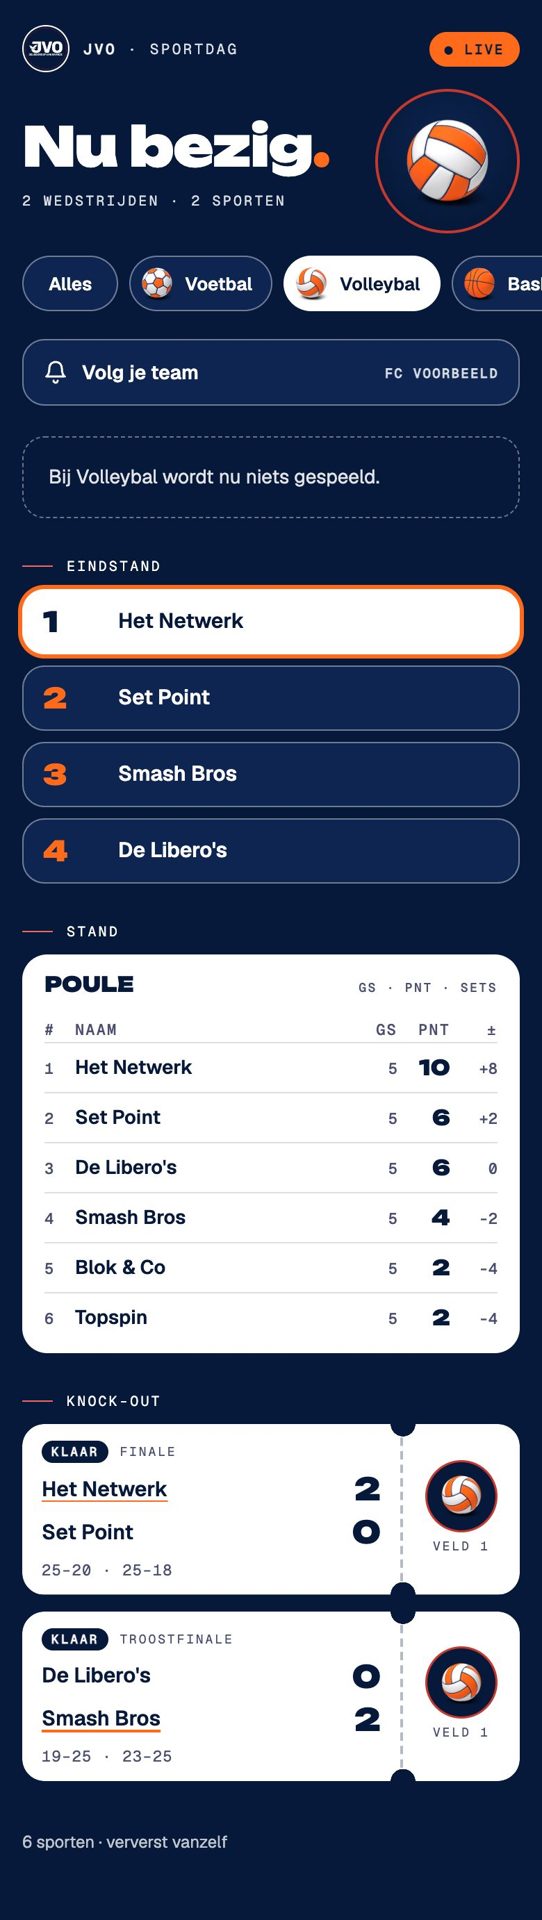 JVO
JVO · SPORTDAG
● LIVE
Nu bezig.
2 WEDSTRIJDEN · 2 SPORTEN
Alles
Voetbal
Volleybal
Volg je team
FC VOORBEELD
Bij Volleybal wordt nu niets gespeeld.
EINDSTAND
1 Het Netwerk
2 Set Point
3 Smash Bros
4 De Libero's
STAND
POULE
GS · PNT · SETS
# NAAM GS PNT ±
1 Het Netwerk 5 10 +8
2 Set Point 5 6 +2
3 De Libero's 5 6 0
4 Smash Bros 5 4 -2
5 Blok & Co 5 2 -4
6 Topspin 5 2 -4
KNOCK-OUT
KLAAR FINALE
Het Netwerk 2
Set Point 0
25-20 · 25-18
VELD 1
KLAAR TROOSTFINALE
De Libero's 0
Smash Bros 2
19-25 · 23-25
VELD 1
6 sporten · ververst vanzelf